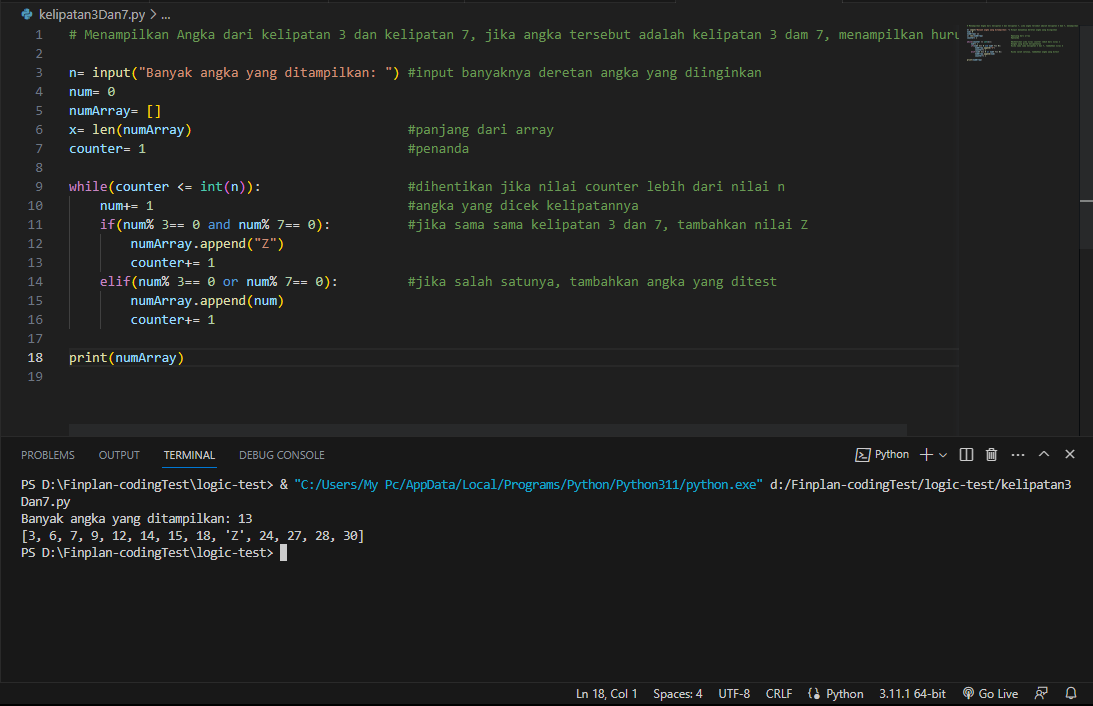 kelipatan3Dan7.py > ...
1 # Menampilkan Angka dari kelipatan 3 dan kelipatan 7, jika angka tersebut adalah kelipatan 3 dam 7, menampilkan huru
2
3 n= input("Banyak angka yang ditampilkan: ") #input banyaknya deretan angka yang diinginkan
4 num= 0
5 numArray= []
6 x= len(numArray) #panjang dari array
7 counter= 1 #penanda
8
9 while(counter <= int(n)): #dihentikan jika nilai counter lebih dari nilai n
10 num+= 1 #angka yang dicek kelipatannya
11 if(num% 3== 0 and num% 7== 0): #jika sama sama kelipatan 3 dan 7, tambahkan nilai Z
12 numArray.append("Z")
13 counter+= 1
14 elif(num% 3== 0 or num% 7== 0): #jika salah satunya, tambahkan angka yang ditest
15 numArray.append(num)
16 counter+= 1
17
18 print(numArray)
19
PROBLEMS OUTPUT TERMINAL DEBUG CONSOLE Python
PS D:\Finplan-codingTest\logic-test> & "C:/Users/My Pc/AppData/Local/Programs/Python/Python311/python.exe" d:/Finplan-codingTest/logic-test/kelipatan3
Dan7.py
Banyak angka yang ditampilkan: 13
[3, 6, 7, 9, 12, 14, 15, 18, 'Z', 24, 27, 28, 30]
PS D:\Finplan-codingTest\logic-test>
Ln 18, Col 1 Spaces: 4 UTF-8 CRLF Python 3.11.1 64-bit Go Live